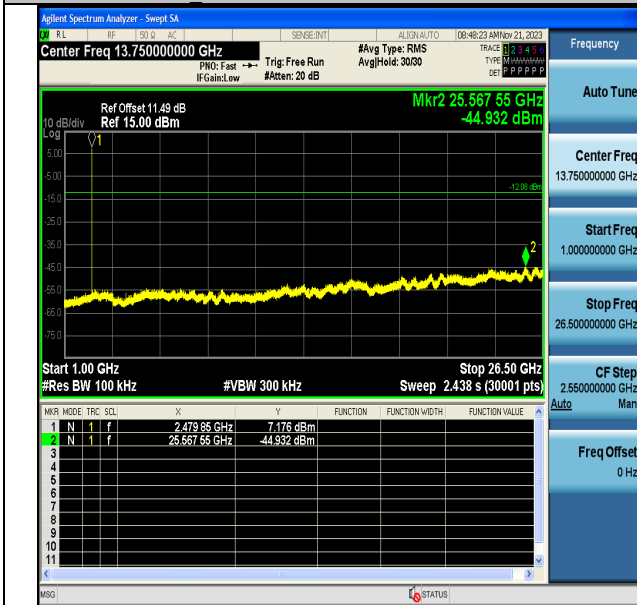 Agilent Spectrum Analyzer - Swept SA
RL RF 50 Ω AC SENSE:INT ALIGN AUTO 08:48:23 AM Nov 21, 2023
Center Freq 13.750000000 GHz
#Avg Type: RMS
TRACE 1 2 3 4 5 6
PNO: Fast
Trig: Free Run
Avg|Hold: 30/30
TYPE M
IFGain:Low
#Atten: 20 dB
DET P P P P P P
Mkr2 25.567 55 GHz
-44.932 dBm
Ref Offset 11.49 dB
10 dB/div Ref 15.00 dBm
Log
1
5.00
-5.00
-12.08 dBm
-15.0
-25.0
-35.0
2
-45.0
-55.0
-65.0
-75.0
Start 1.00 GHz
Stop 26.50 GHz
#Res BW 100 kHz
#VBW 300 kHz
Sweep 2.438 s (30001 pts)
MKR MODE TRC SCL X Y FUNCTION FUNCTION WIDTH FUNCTION VALUE
1 N 1 f 2.479 85 GHz 7.176 dBm
2 N 1 f 25.567 55 GHz -44.932 dBm
3
4
5
6
7
8
9
10
11
MSG
STATUS
Frequency
Auto Tune
Center Freq
13.750000000 GHz
Start Freq
1.000000000 GHz
Stop Freq
26.500000000 GHz
CF Step
2.550000000 GHz
Auto Man
Freq Offset
0 Hz